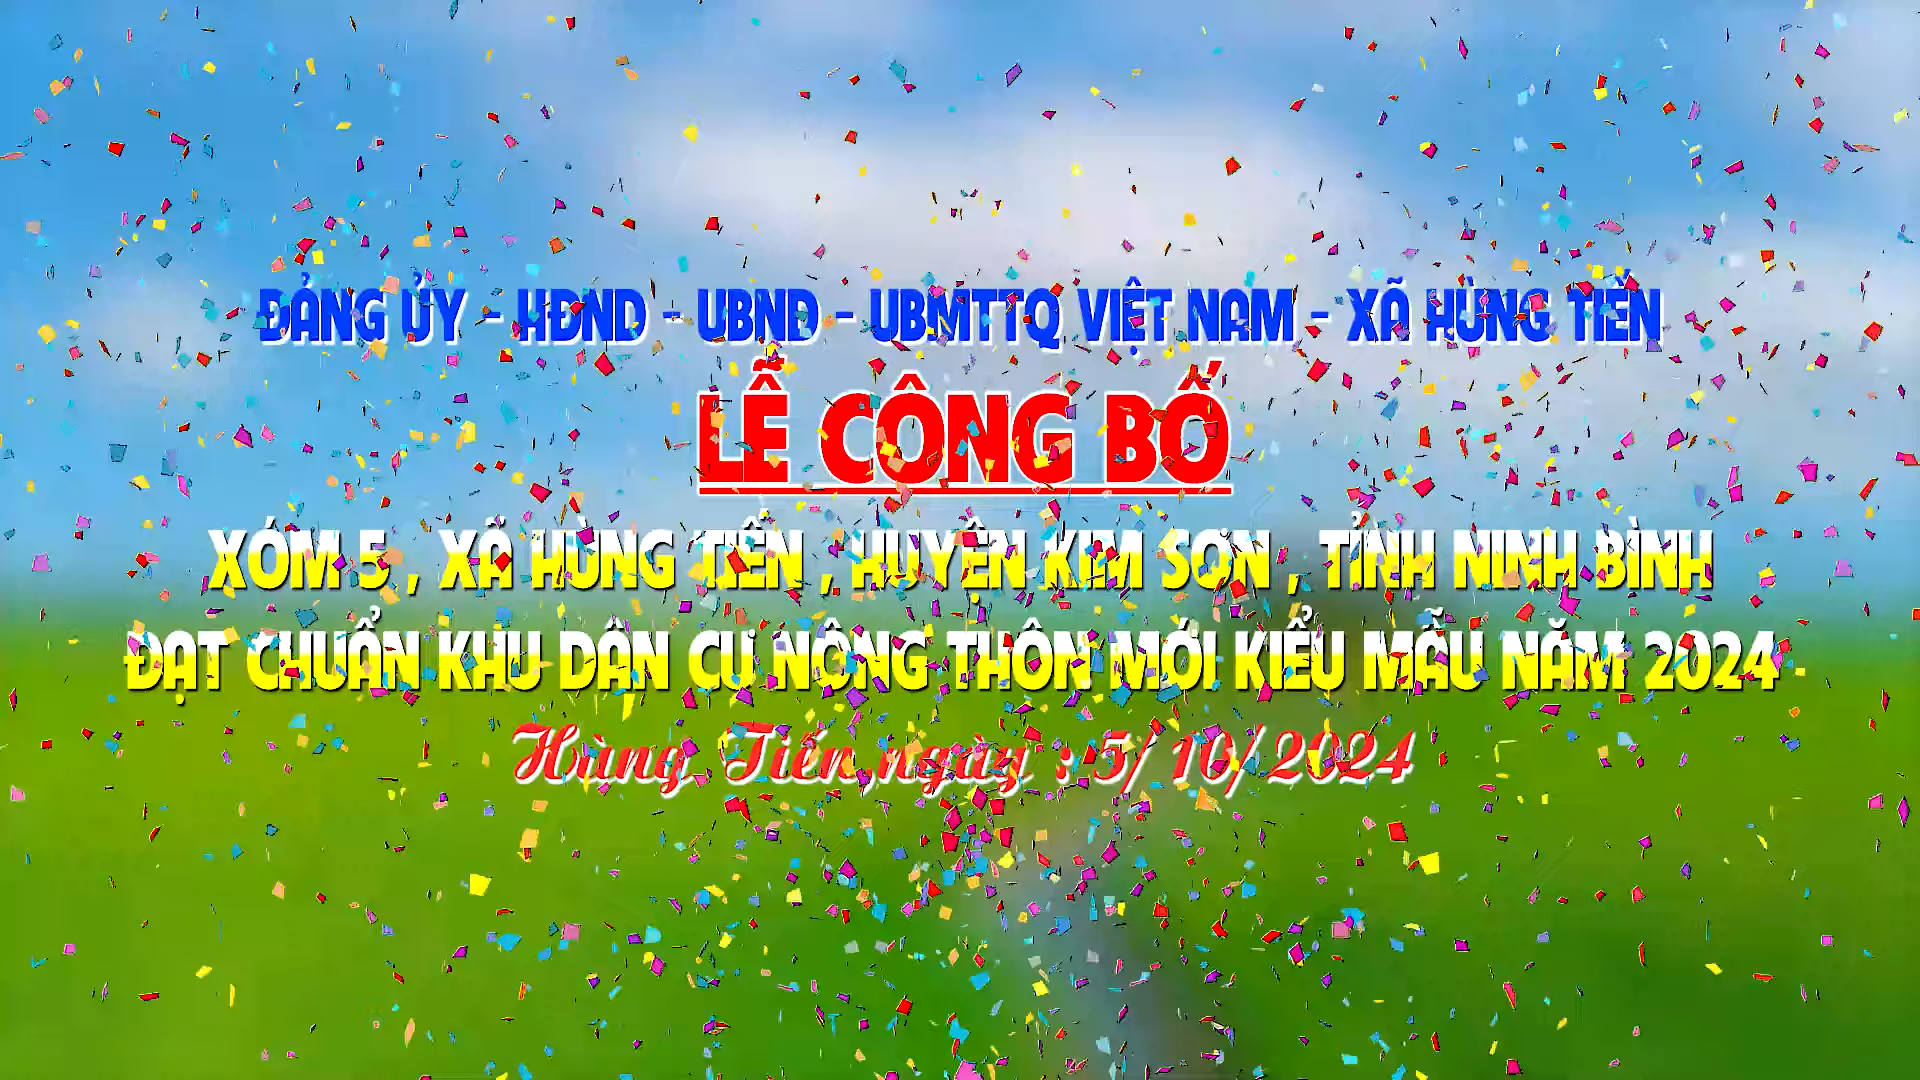 ĐẢNG ỦY - HĐND - UBND - UBMTTQ VIỆT NAM - XÃ HÙNG TIẾN
LỄ CÔNG BỐ
XÓM 5 , XÃ HÙNG TIẾN , HUYỆN KIM SƠN , TỈNH NINH BÌNH
ĐẠT CHUẨN KHU DÂN CƯ NÔNG THÔN MỚI KIỂU MẪU NĂM 2024
Hùng Tiến,ngày : 5/10/2024